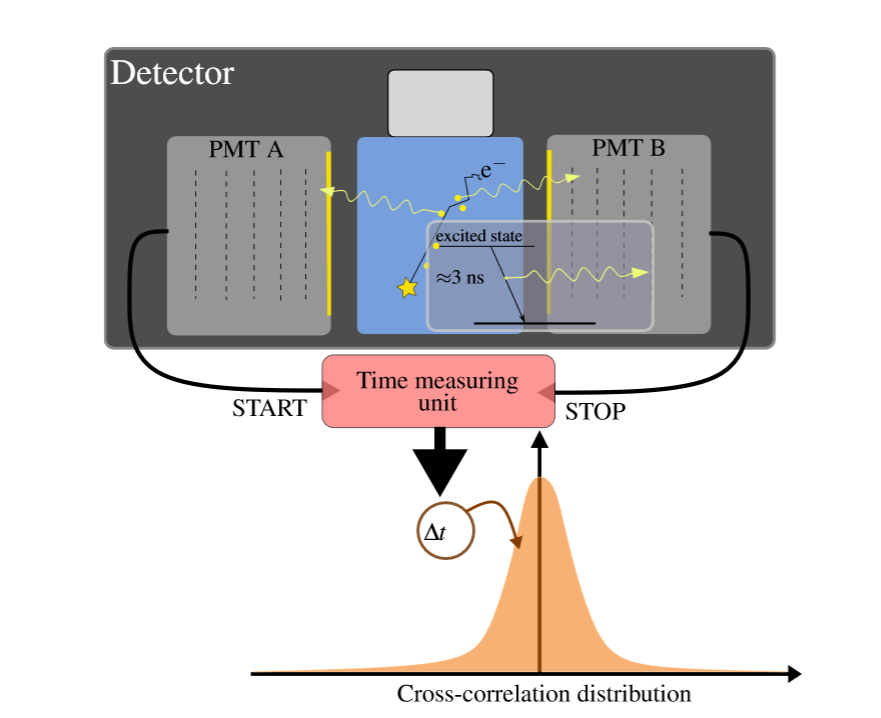 Detector
PMT A
PMT B
e⁻
excited state
≈3 ns
Time measuring
unit
START
STOP
Δt
Cross-correlation distribution